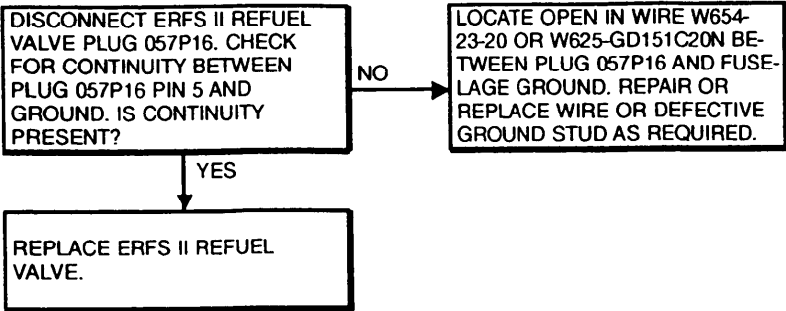 DISCONNECT ERFS II REFUEL
VALVE PLUG 057P16. CHECK
FOR CONTINUITY BETWEEN
PLUG 057P16 PIN 5 AND
GROUND. IS CONTINUITY
PRESENT?
NO
LOCATE OPEN IN WIRE W654-
23-20 OR W625-GD151C20N BE-
TWEEN PLUG 057P16 AND FUSE-
LAGE GROUND. REPAIR OR
REPLACE WIRE OR DEFECTIVE
GROUND STUD AS REQUIRED.
YES
REPLACE ERFS II REFUEL
VALVE.